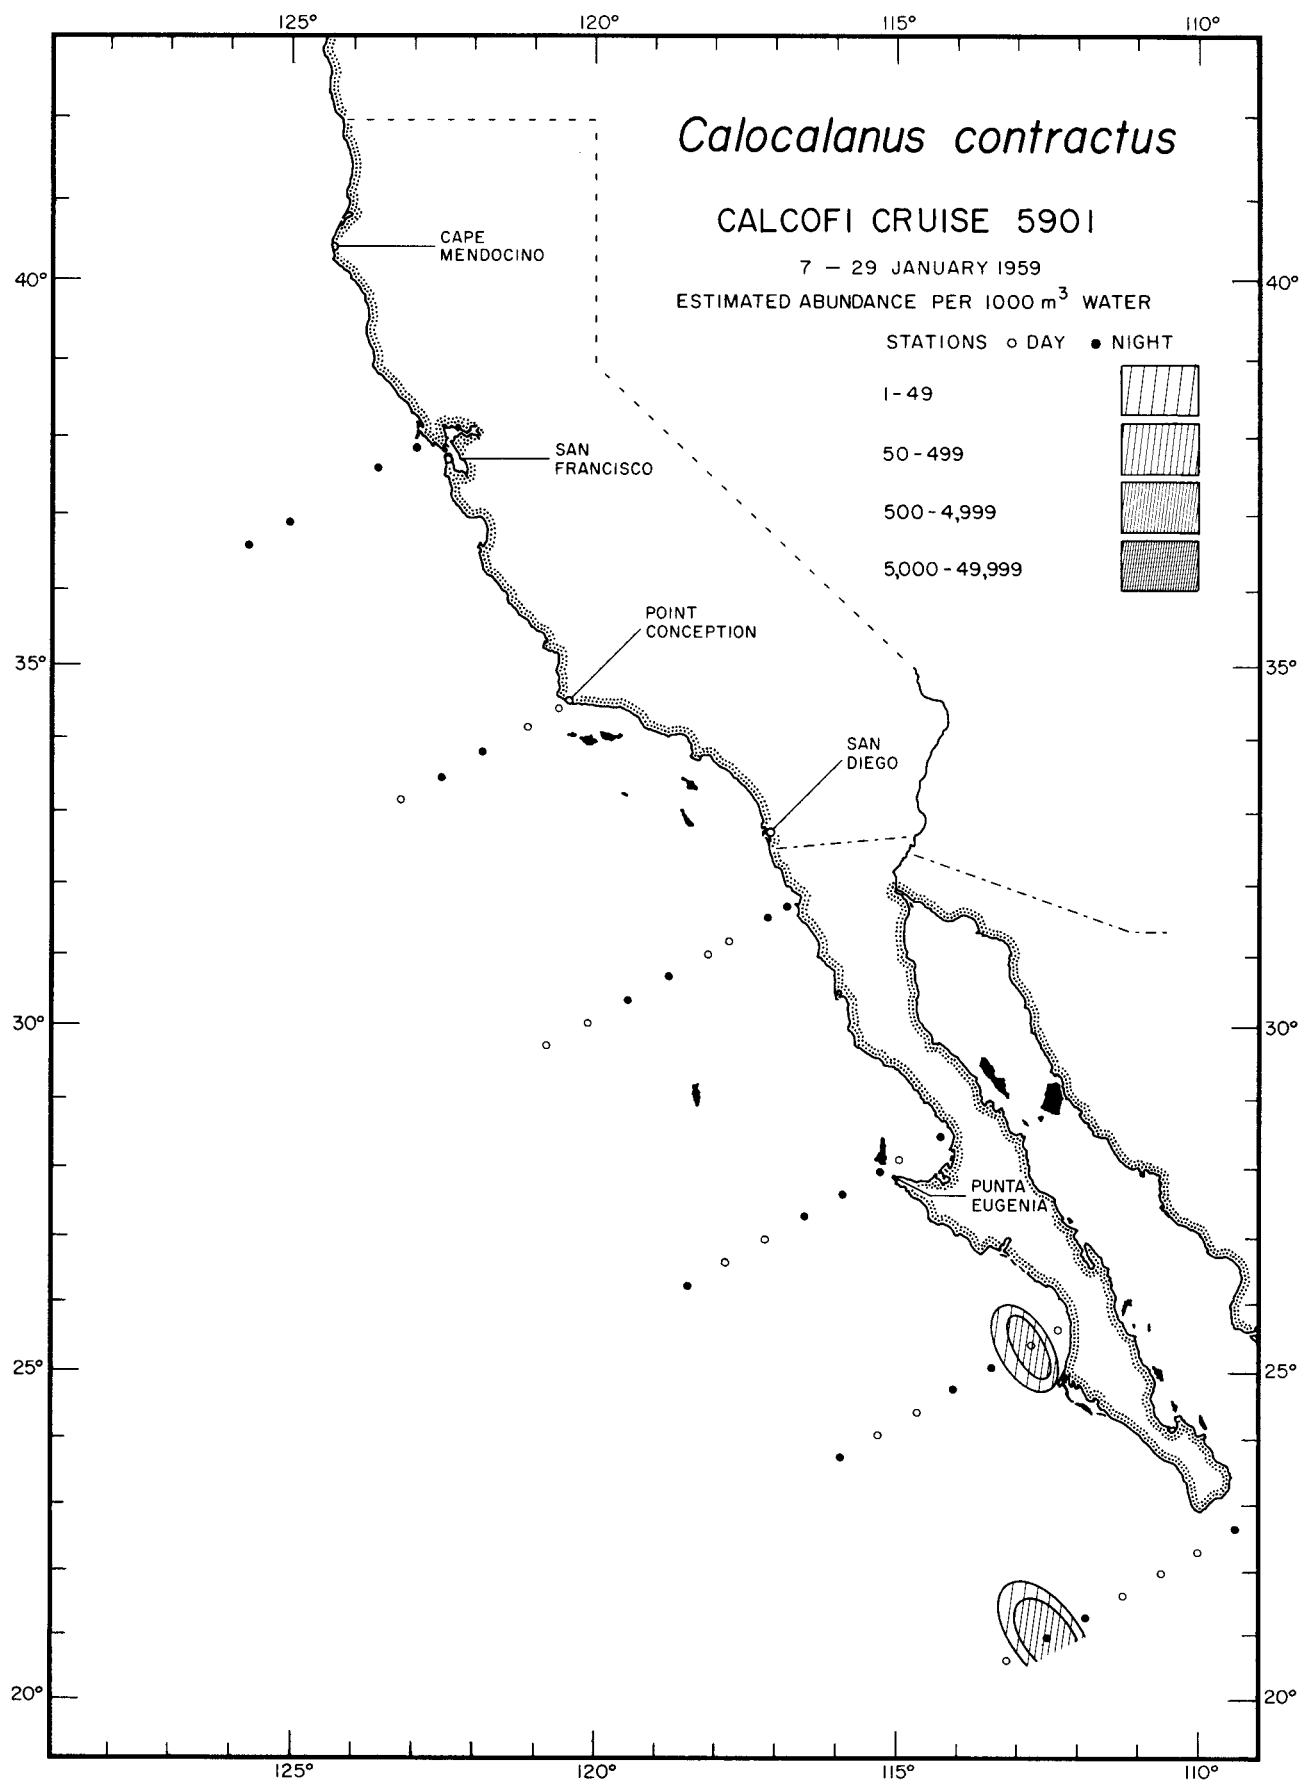 125° 120° 115° 110°
Calocalanus contractus
CALCOFI CRUISE 5901
7 – 29 JANUARY 1959
ESTIMATED ABUNDANCE PER 1000 m³ WATER
STATIONS ○ DAY ● NIGHT
1-49
50-499
500-4,999
5,000-49,999
CAPE
MENDOCINO
40° 40°
SAN
FRANCISCO
POINT
CONCEPTION
35° 35°
SAN
DIEGO
30° 30°
PUNTA
EUGENIA
25° 25°
20° 20°
125° 120° 115° 110°